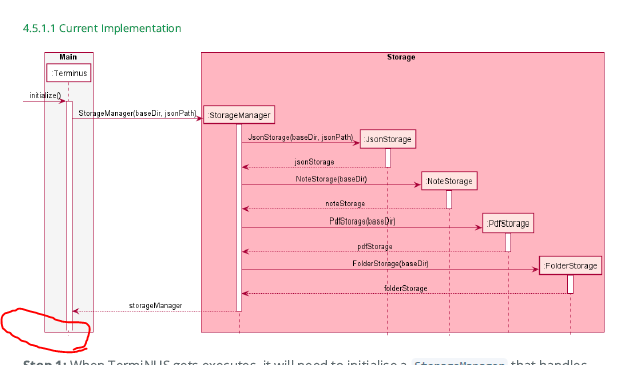 4.5.1.1 Current Implementation
Main
Storage
:Terminus
initialize()
StorageManager(baseDir, jsonPath)
:StorageManager
JsonStorage(baseDir, jsonPath)
:JsonStorage
jsonStorage
NoteStorage(baseDir)
:NoteStorage
noteStorage
PdfStorage(baseDir)
:PdfStorage
pdfStorage
FolderStorage(baseDir)
:FolderStorage
folderStorage
storageManager
Step 1: When TermiNUS gets executed, it will need to initialise a StorageManager that handles